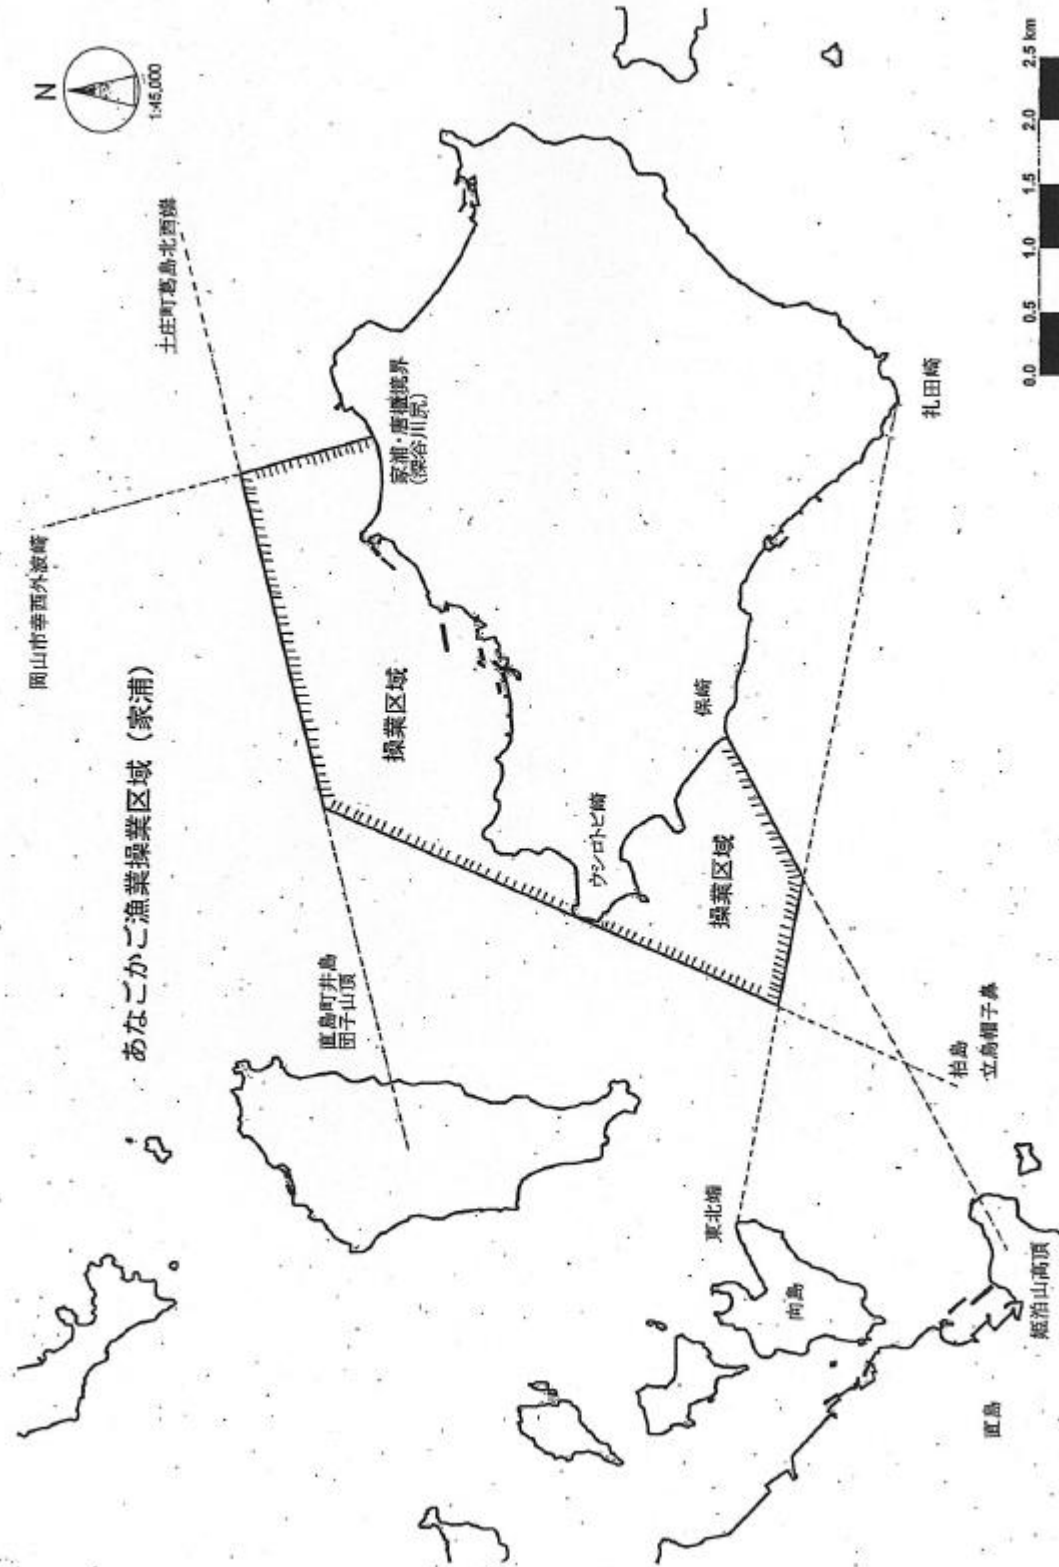 あなごかご漁業操業区域（家浦）
N
1:45,000
岡山市幸西外波崎
土庄町葛島北西端
家浦・唐櫃境界
（深谷川尻）
操業区域
直島町井島
団子山頂
ウシロトビ崎
保崎
操業区域
礼田崎
東北端
向島
柏島
立烏帽子鼻
姫泊山高頂
直島
0.0 0.5 1.0 1.5 2.0 2.5 km